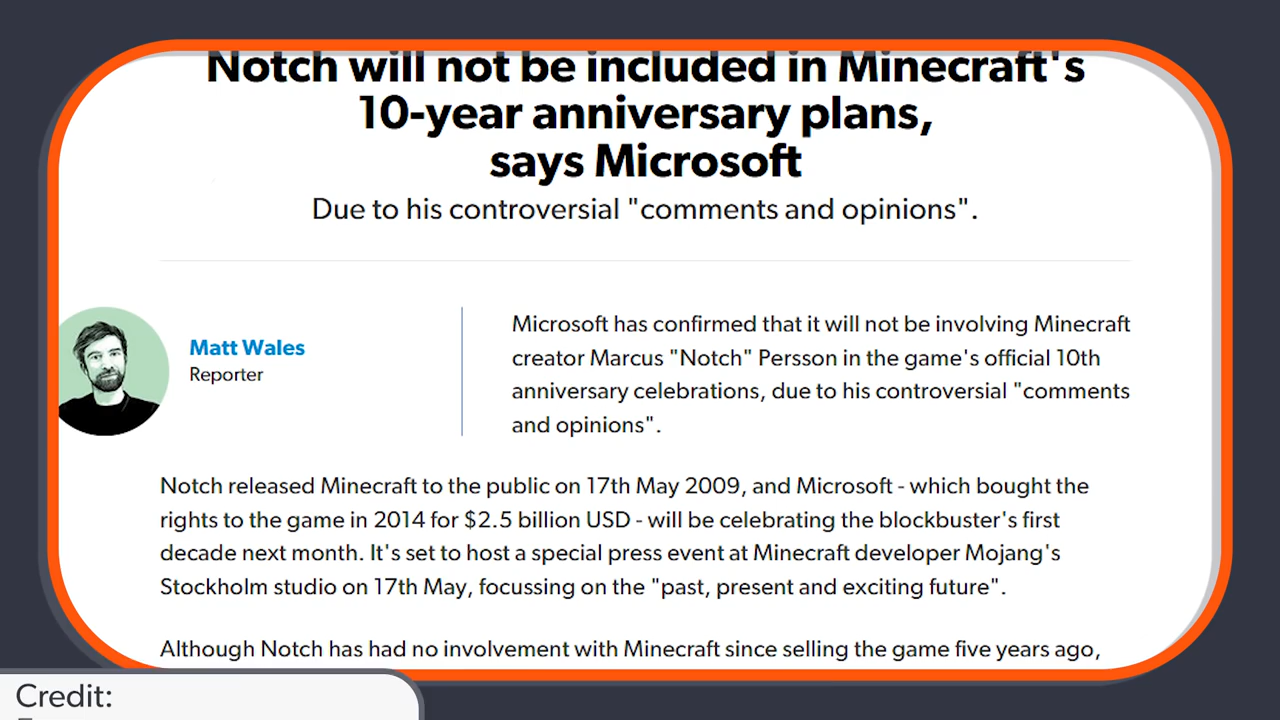 Notch will not be included in Minecraft's
10-year anniversary plans,
says Microsoft
Due to his controversial "comments and opinions".
Matt Wales
Reporter
Microsoft has confirmed that it will not be involving Minecraft
creator Marcus "Notch" Persson in the game's official 10th
anniversary celebrations, due to his controversial "comments
and opinions".
Notch released Minecraft to the public on 17th May 2009, and Microsoft - which bought the
rights to the game in 2014 for $2.5 billion USD - will be celebrating the blockbuster's first
decade next month. It's set to host a special press event at Minecraft developer Mojang's
Stockholm studio on 17th May, focussing on the "past, present and exciting future".
Although Notch has had no involvement with Minecraft since selling the game five years ago,
Credit: